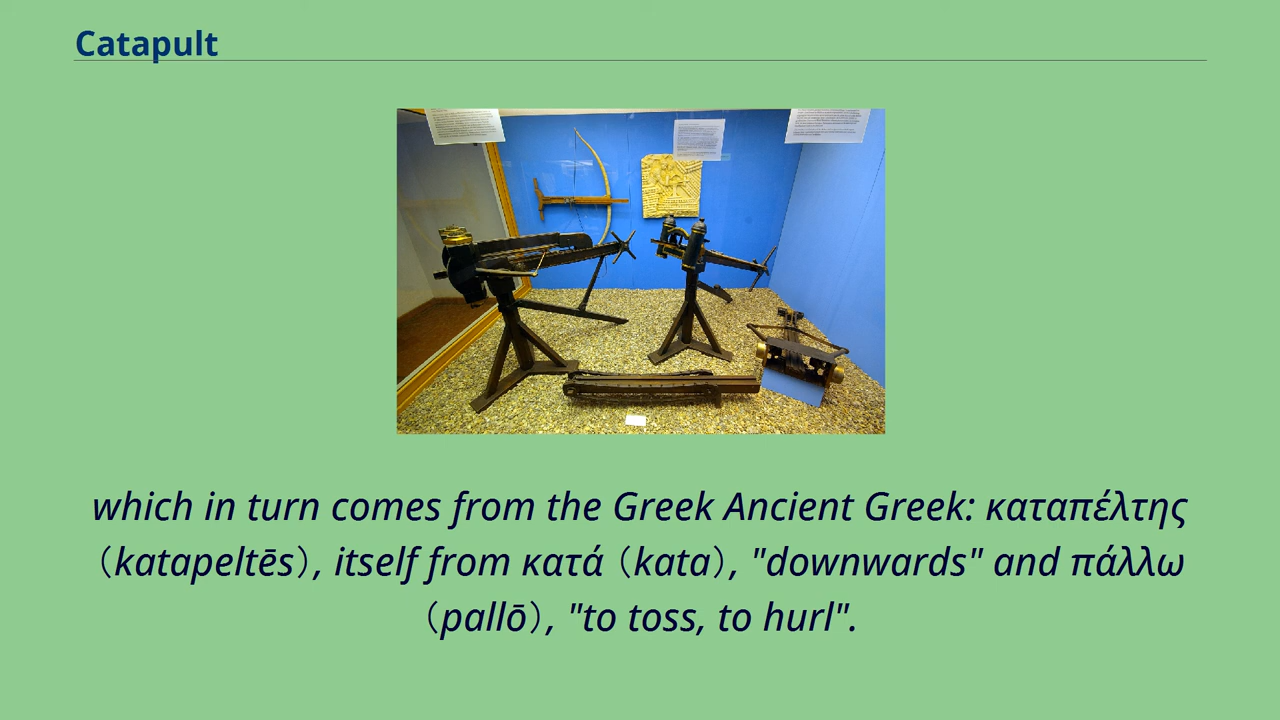 Catapult
which in turn comes from the Greek Ancient Greek: καταπέλτης
（katapeltēs）, itself from κατά （kata）, "downwards" and πάλλω
（pallō）, "to toss, to hurl".